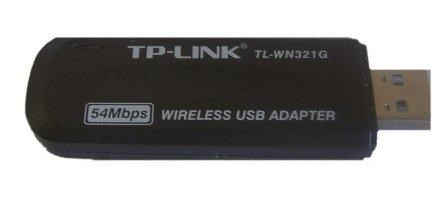 TP-LINK® TL-WN321G
54Mbps WIRELESS USB ADAPTER